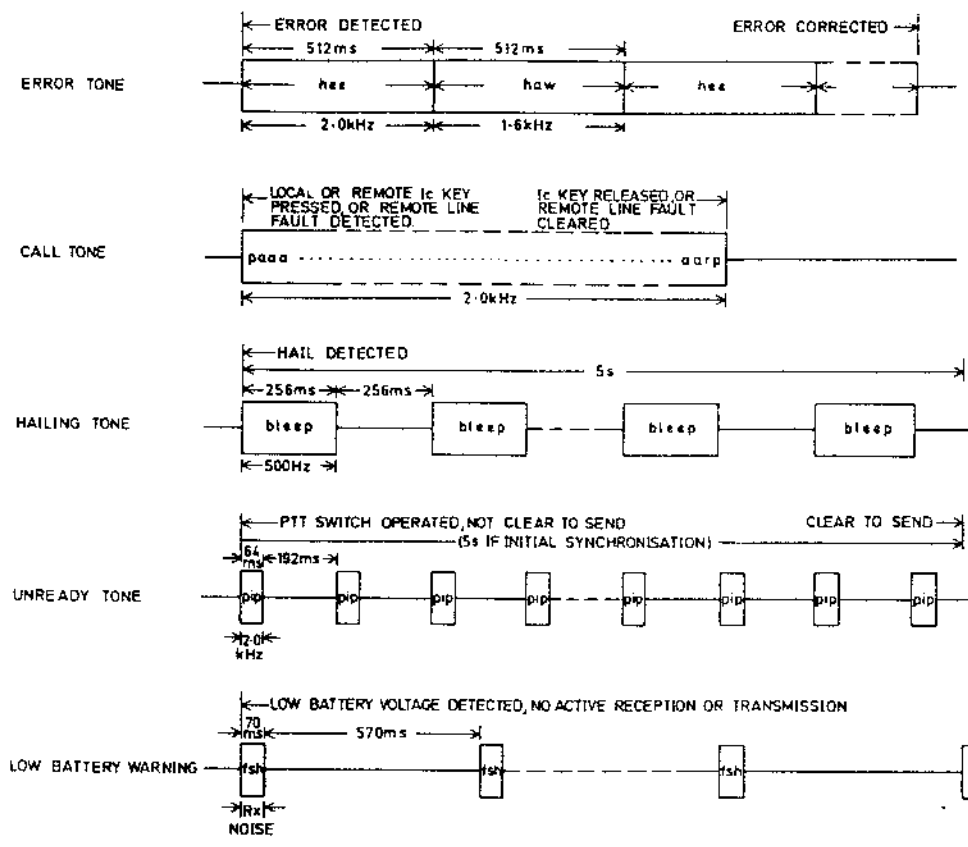 ERROR DETECTED
ERROR CORRECTED
512ms 512ms
ERROR TONE
hee haw hee
2·0kHz 1·6kHz
LOCAL OR REMOTE Ic KEY
PRESSED, OR REMOTE LINE
FAULT DETECTED.
Ic KEY RELEASED, OR
REMOTE LINE FAULT
CLEARED
CALL TONE
paaa aarp
2·0kHz
HAIL DETECTED
5s
256ms 256ms
HAILING TONE
bleep bleep bleep bleep
500Hz
PTT SWITCH OPERATED, NOT CLEAR TO SEND
CLEAR TO SEND
(5s IF INITIAL SYNCHRONISATION)
64
ms
192ms
UNREADY TONE
pip pip pip pip pip pip pip pip
2·0
kHz
LOW BATTERY VOLTAGE DETECTED, NO ACTIVE RECEPTION OR TRANSMISSION
70
ms
570ms
LOW BATTERY WARNING
fsh fsh fsh
Rx
NOISE